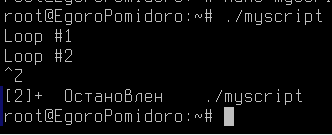 root@EgoroPomidoro:~# ./myscript
Loop #1
Loop #2
^Z
[2]+  Остановлен    ./myscript
root@EgoroPomidoro:~#